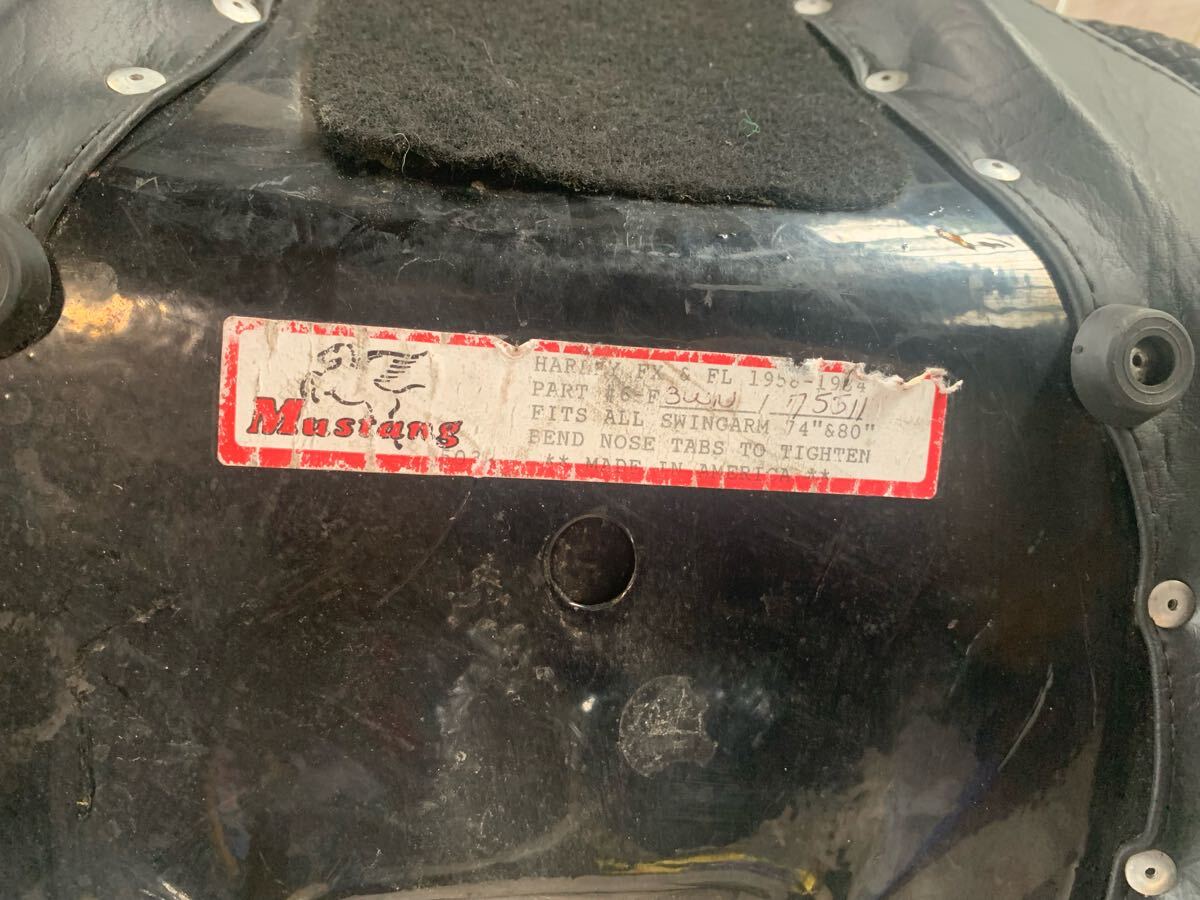 Mustang
HARLEY FX & FL 1958-1984
PART #6-F3WN / 75511
FITS ALL SWINGARM 74"&80"
BEND NOSE TABS TO TIGHTEN
** MADE IN AMERICA **